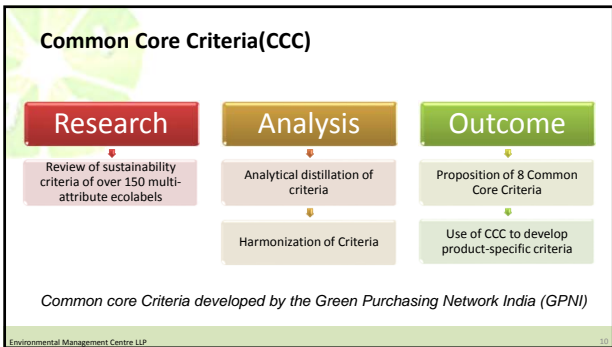 Common Core Criteria(CCC)
Research
Review of sustainability
criteria of over 150 multi-
attribute ecolabels
Analysis
Analytical distillation of
criteria
Harmonization of Criteria
Outcome
Proposition of 8 Common
Core Criteria
Use of CCC to develop
product-specific criteria
Common core Criteria developed by the Green Purchasing Network India (GPNI)
Environmental Management Centre LLP
10